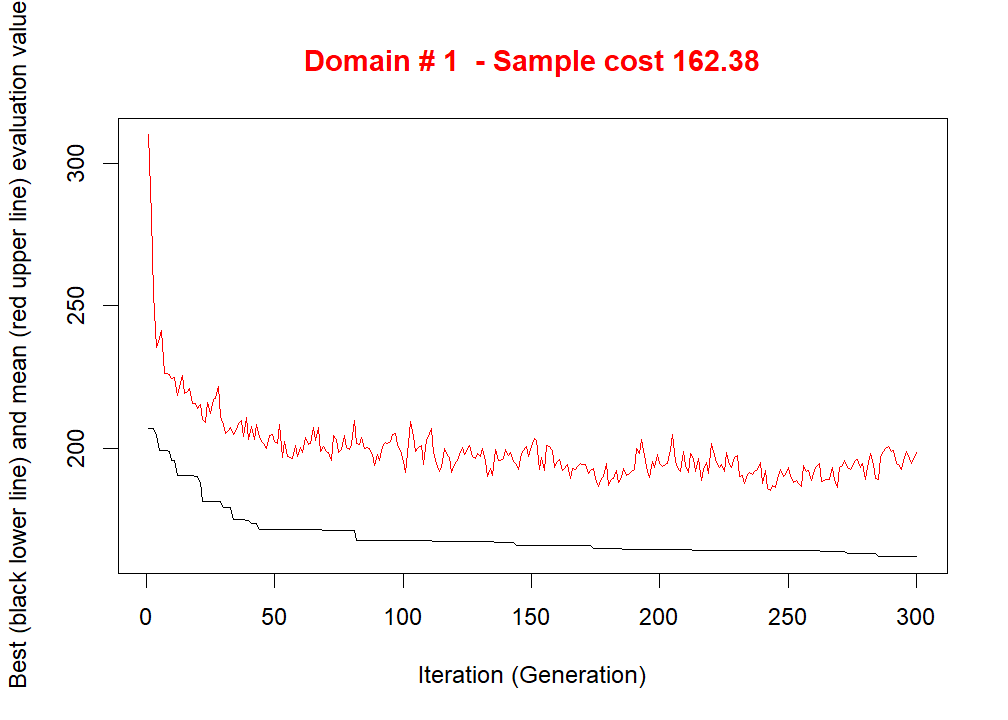 Domain # 1  - Sample cost 162.38
Best (black lower line) and mean (red upper line) evaluation value
300
250
200
0 50 100 150 200 250 300
Iteration (Generation)